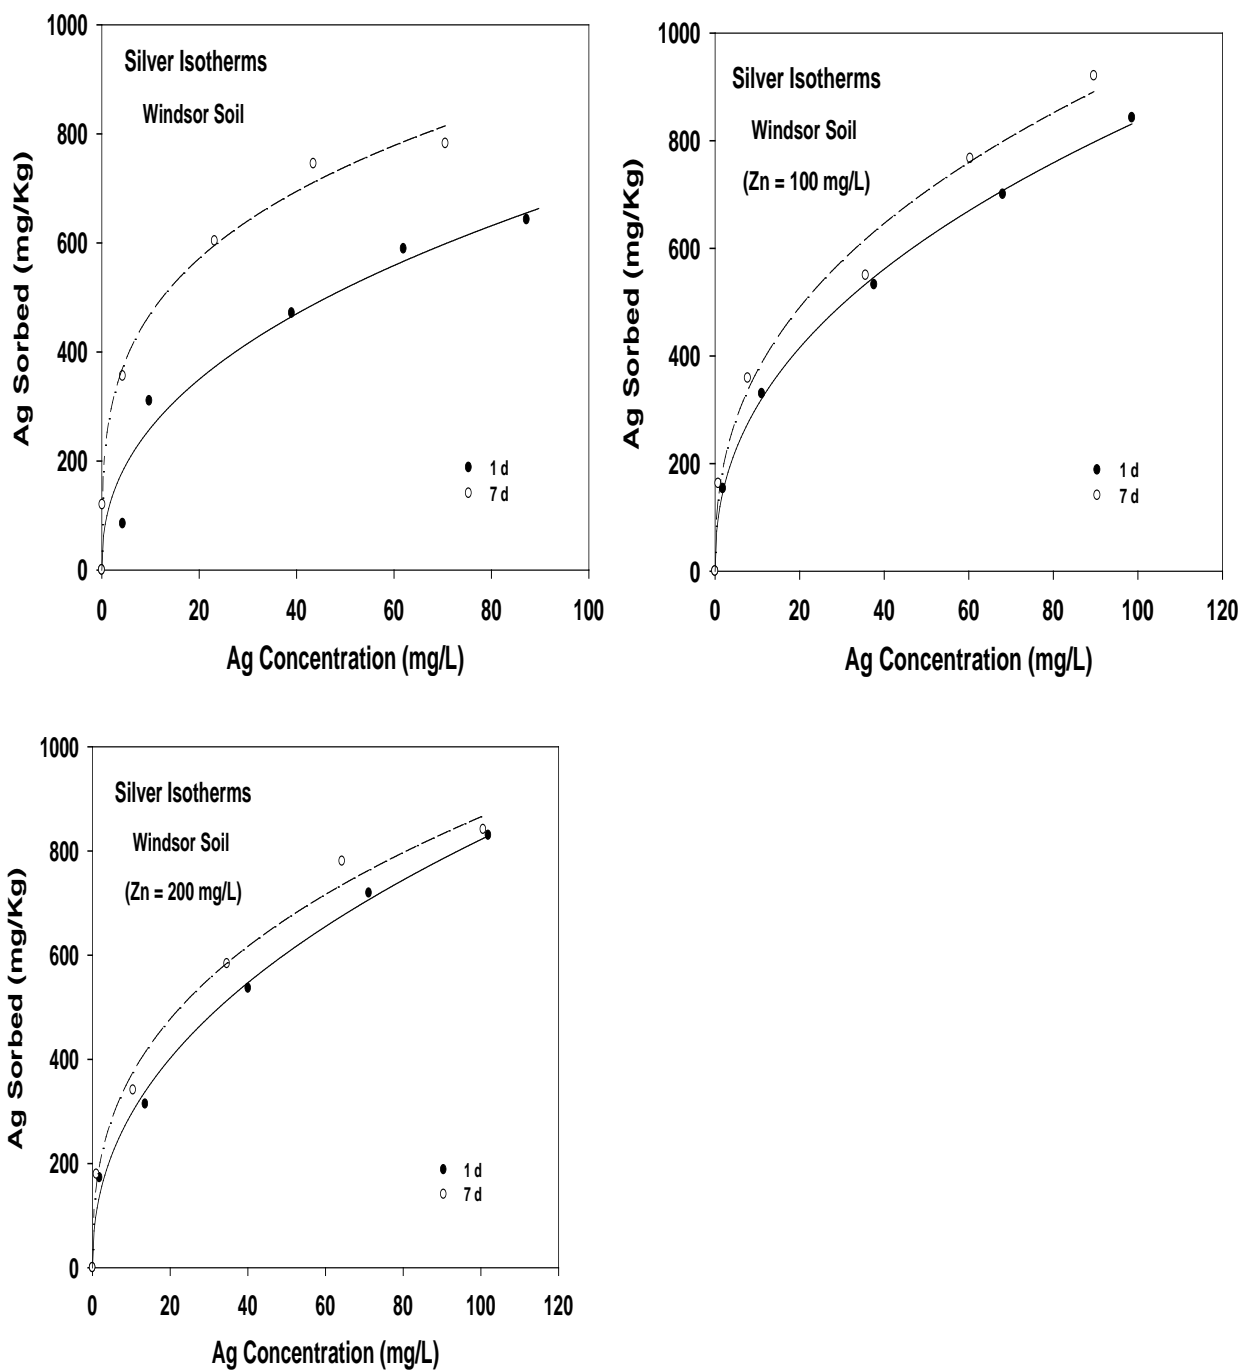 Silver Isotherms
Windsor Soil
Ag Sorbed (mg/Kg)
1000
800
600
400
200
0
1 d
7 d
0 20 40 60 80 100
Ag Concentration (mg/L)
Silver Isotherms
Windsor Soil
(Zn = 100 mg/L)
Ag Sorbed (mg/Kg)
1000
800
600
400
200
0
1 d
7 d
0 20 40 60 80 100 120
Ag Concentration (mg/L)
Silver Isotherms
Windsor Soil
(Zn = 200 mg/L)
Ag Sorbed (mg/Kg)
1000
800
600
400
200
0
1 d
7 d
0 20 40 60 80 100 120
Ag Concentration (mg/L)